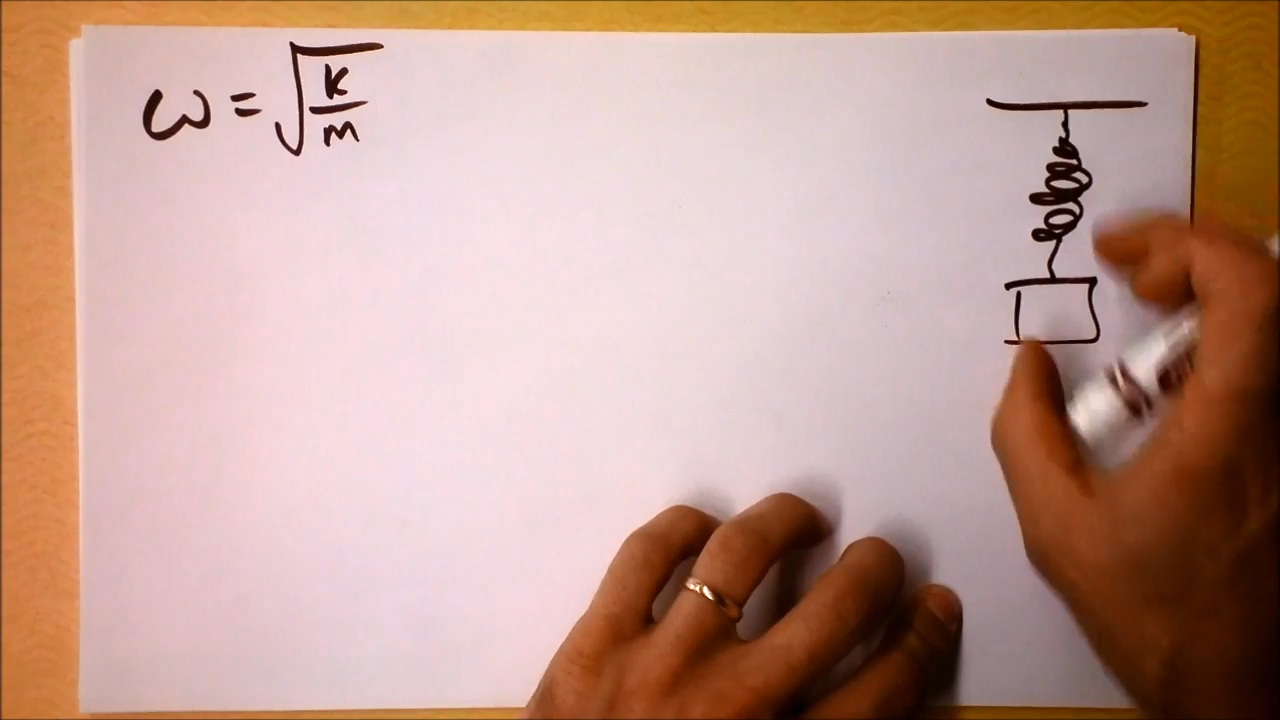 ω = √(k/m)